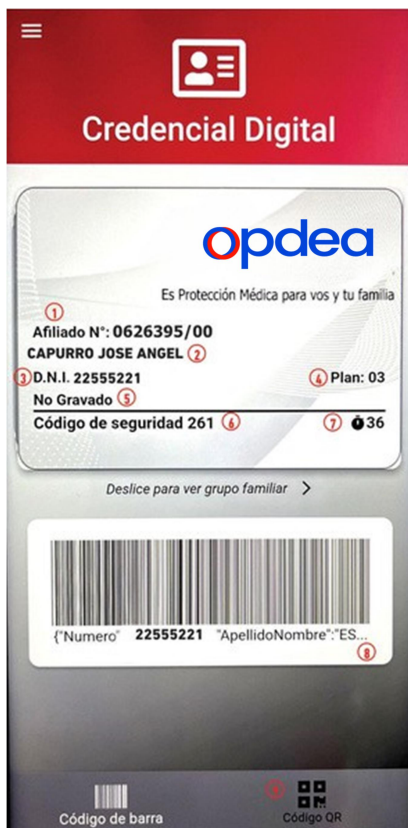 Credencial Digital
opdea
Es Protección Médica para vos y tu familia
1
Afiliado N°: 0626395/00
CAPURRO JOSE ANGEL 2
3 D.N.I. 22555221 4 Plan: 03
No Gravado 5
Código de seguridad 261 6 7 36
Deslice para ver grupo familiar >
{"Numero" 22555221 "ApellidoNombre":"ES...
8
Código de barra Código QR